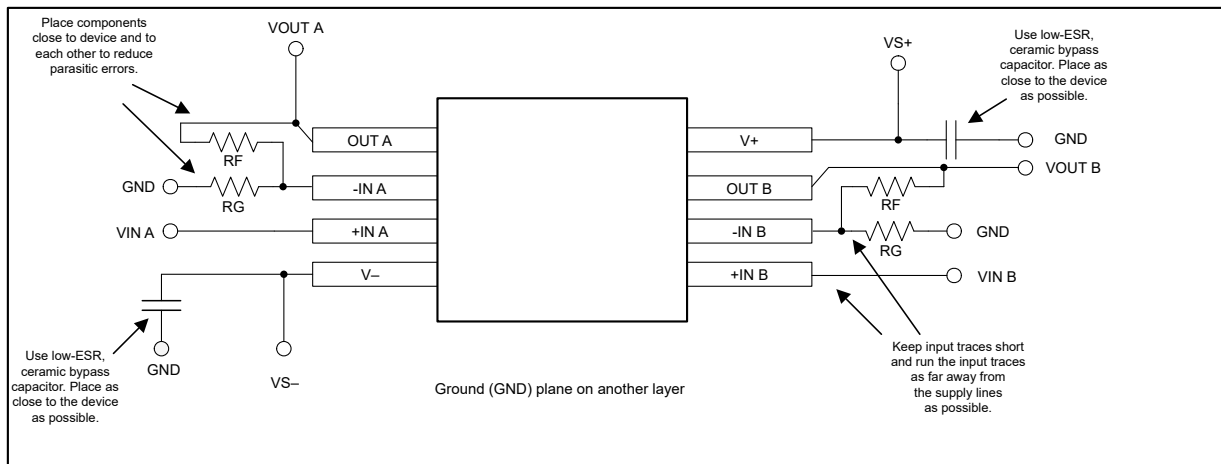 Place components
close to device and to
each other to reduce
parasitic errors.
VOUT A
VS+
Use low-ESR,
ceramic bypass
capacitor. Place as
close to the device
as possible.
OUT A
V+
GND
RF
VOUT B
GND
-IN A
OUT B
RG
RF
VIN A
+IN A
-IN B
GND
RG
V–
+IN B
VIN B
Use low-ESR,
ceramic bypass
capacitor. Place as
close to the device
as possible.
GND
VS–
Ground (GND) plane on another layer
Keep input traces short
and run the input traces
as far away from
the supply lines
as possible.